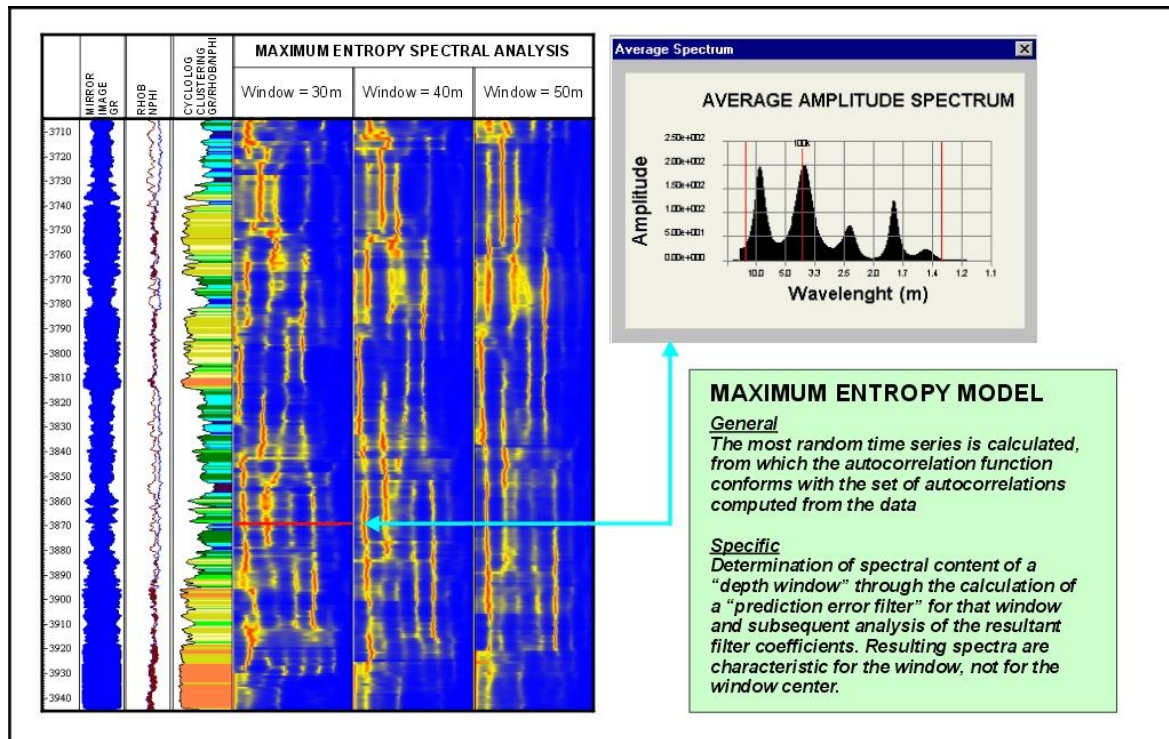 MIRROR IMAGE GR
RHOB NPHI
CYCLOLOG CLUSTERING GR/RHOB/NPHI
MAXIMUM ENTROPY SPECTRAL ANALYSIS
Window = 30m
Window = 40m
Window = 50m
3710
3720
3730
3740
3750
3760
3770
3780
3790
3800
3810
3820
3830
3840
3850
3860
3870
3880
3890
3900
3910
3920
3930
3940
Average Spectrum
AVERAGE AMPLITUDE SPECTRUM
Amplitude
2.50e+002
2.00e+002
1.50e+002
1.00e+002
5.00e+001
0.00e+000
100k
10.0 5.0 3.3 2.5 2.0 1.7 1.4 1.2 1.1
Wavelenght (m)
MAXIMUM ENTROPY MODEL
General
The most random time series is calculated,
from which the autocorrelation function
conforms with the set of autocorrelations
computed from the data
Specific
Determination of spectral content of a
“depth window” through the calculation of
a “prediction error filter” for that window
and subsequent analysis of the resultant
filter coefficients. Resulting spectra are
characteristic for the window, not for the
window center.